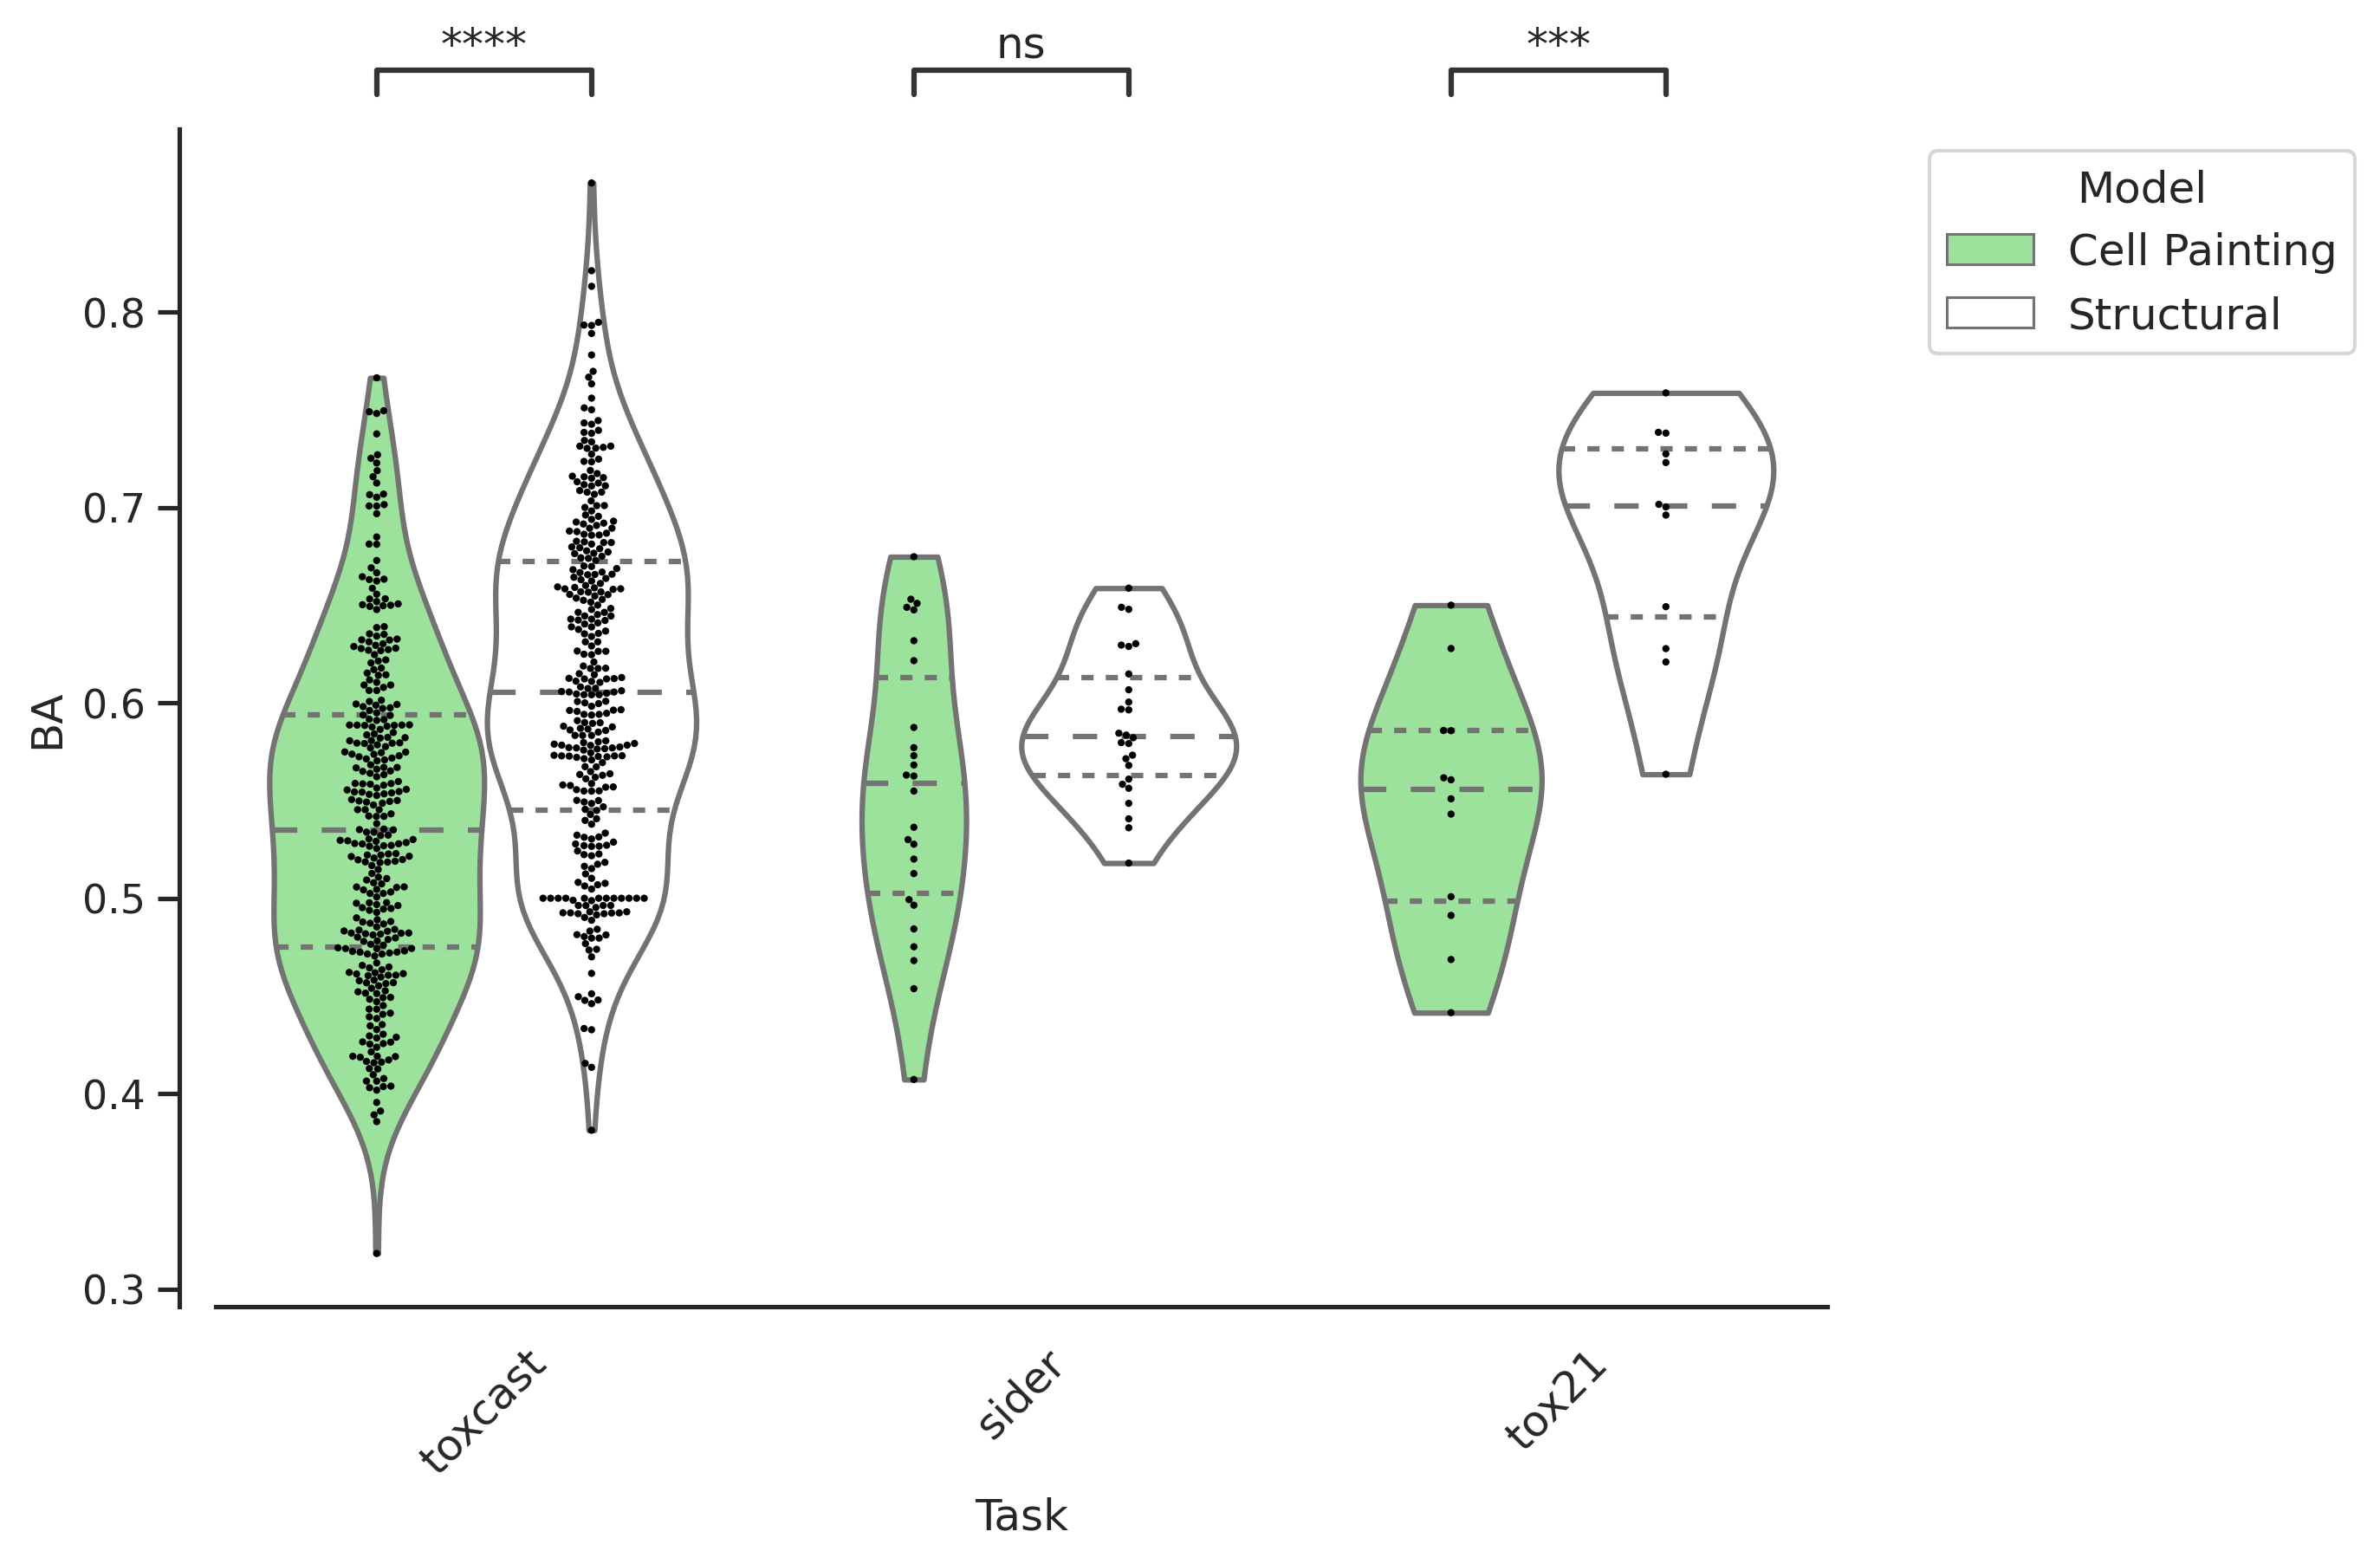 ****
ns
***
Model
Cell Painting
Structural
BA
0.8
0.7
0.6
0.5
0.4
0.3
toxcast
sider
tox21
Task